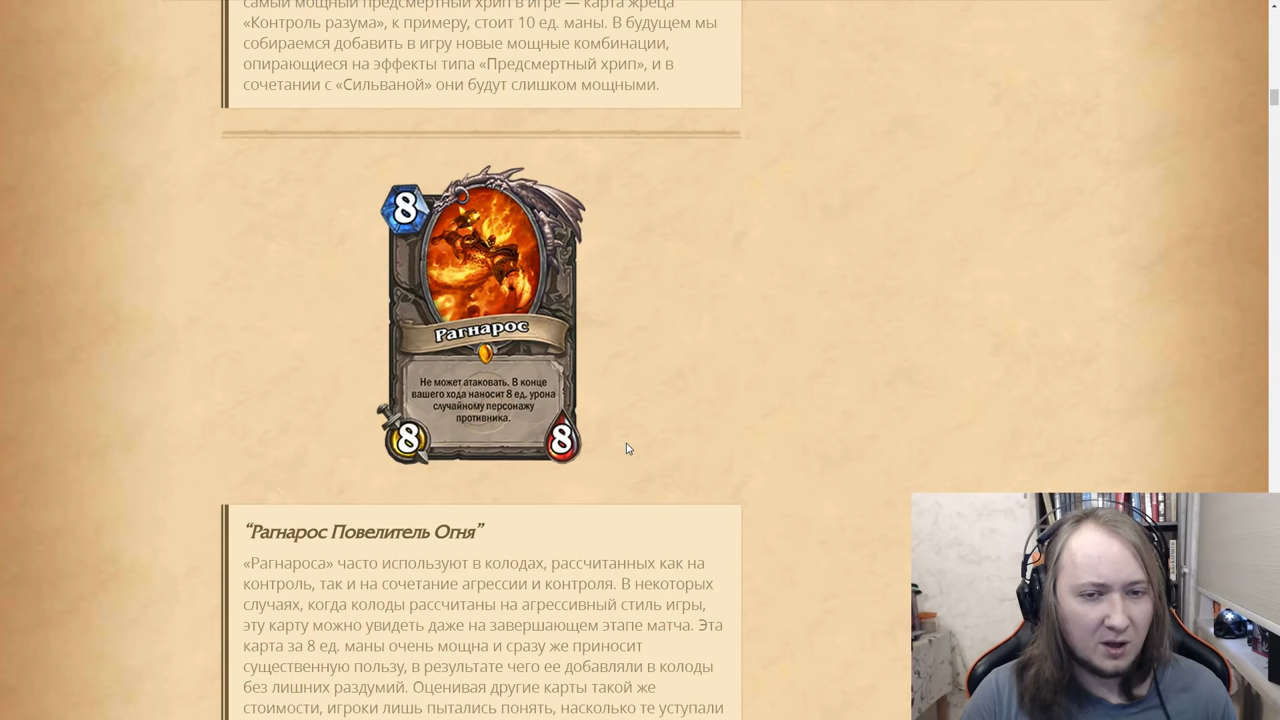 самый мощный предсмертный хрип в игре — карта жреца
«Контроль разума», к примеру, стоит 10 ед. маны. В будущем мы
собираемся добавить в игру новые мощные комбинации,
опирающиеся на эффекты типа «Предсмертный хрип», и в
сочетании с «Сильваной» они будут слишком мощными.
8
Рагнарос
Не может атаковать. В конце
вашего хода наносит 8 ед. урона
случайному персонажу
противника.
8
8
“Рагнарос Повелитель Огня”
«Рагнароса» часто используют в колодах, рассчитанных как на
контроль, так и на сочетание агрессии и контроля. В некоторых
случаях, когда колоды рассчитаны на агрессивный стиль игры,
эту карту можно увидеть даже на завершающем этапе матча. Эта
карта за 8 ед. маны очень мощна и сразу же приносит
существенную пользу, в результате чего ее добавляли в колоды
без лишних раздумий. Оценивая другие карты такой же
стоимости, игроки лишь пытались понять, насколько те уступали